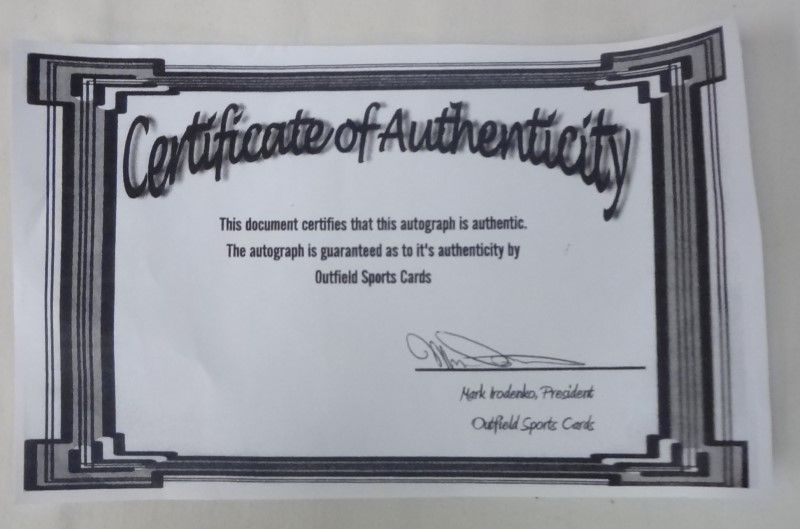 Certificate of Authenticity
This document certifies that this autograph is authentic.
The autograph is guaranteed as to it's authenticity by
Outfield Sports Cards
Mark Irodenko, President
Outfield Sports Cards